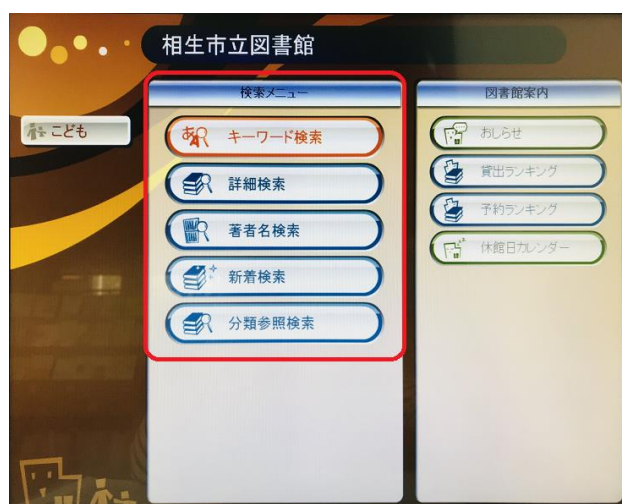 相生市立図書館
こども
検索メニュー
キーワード検索
詳細検索
著者名検索
新着検索
分類参照検索
図書館案内
おしらせ
貸出ランキング
予約ランキング
休館日カレンダー